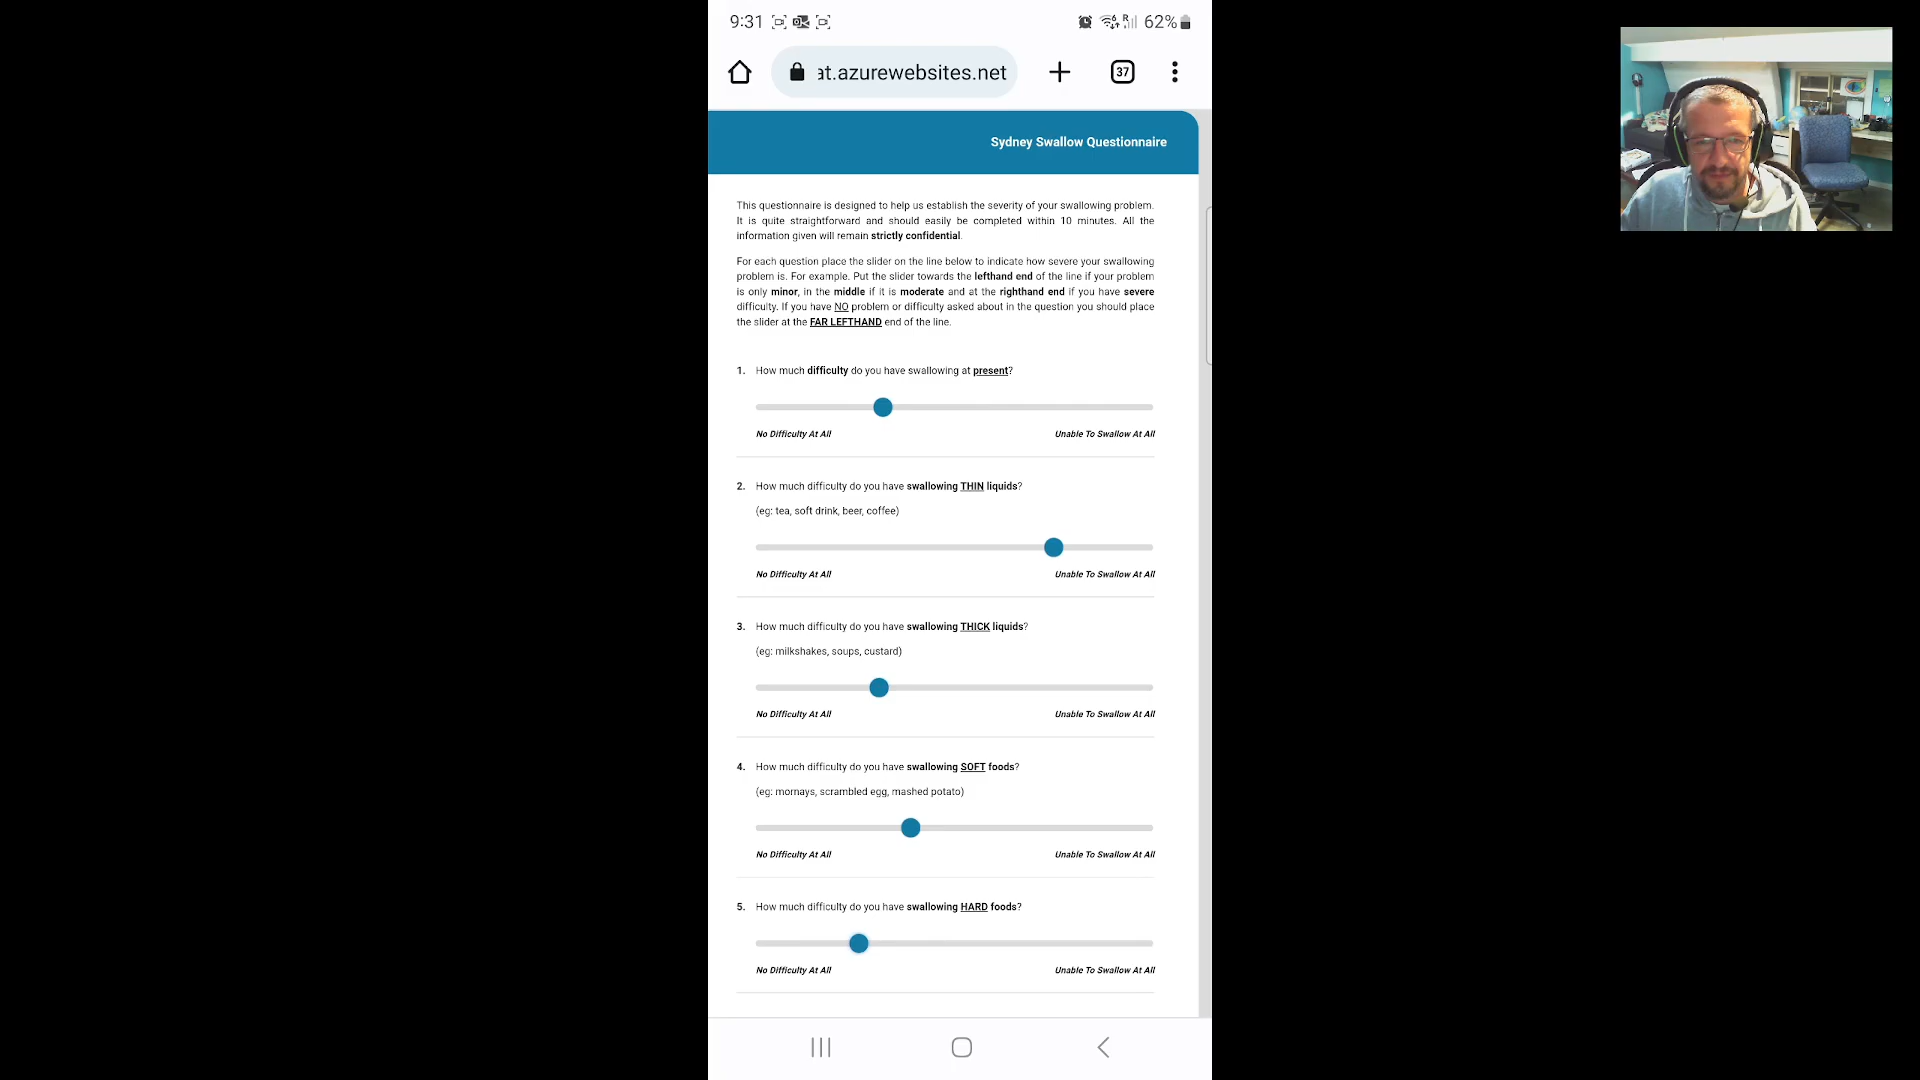 9:31
62%
at.azurewebsites.net
37
Sydney Swallow Questionnaire
This questionnaire is designed to help us establish the severity of your swallowing problem.
It is quite straightforward and should easily be completed within 10 minutes. All the
information given will remain strictly confidential.
For each question place the slider on the line below to indicate how severe your swallowing
problem is. For example. Put the slider towards the lefthand end of the line if your problem
is only minor, in the middle if it is moderate and at the righthand end if you have severe
difficulty. If you have NO problem or difficulty asked about in the question you should place
the slider at the FAR LEFTHAND end of the line.
1. How much difficulty do you have swallowing at present?
No Difficulty At All Unable To Swallow At All
2. How much difficulty do you have swallowing THIN liquids?
(eg: tea, soft drink, beer, coffee)
No Difficulty At All Unable To Swallow At All
3. How much difficulty do you have swallowing THICK liquids?
(eg: milkshakes, soups, custard)
No Difficulty At All Unable To Swallow At All
4. How much difficulty do you have swallowing SOFT foods?
(eg: mornays, scrambled egg, mashed potato)
No Difficulty At All Unable To Swallow At All
5. How much difficulty do you have swallowing HARD foods?
No Difficulty At All Unable To Swallow At All